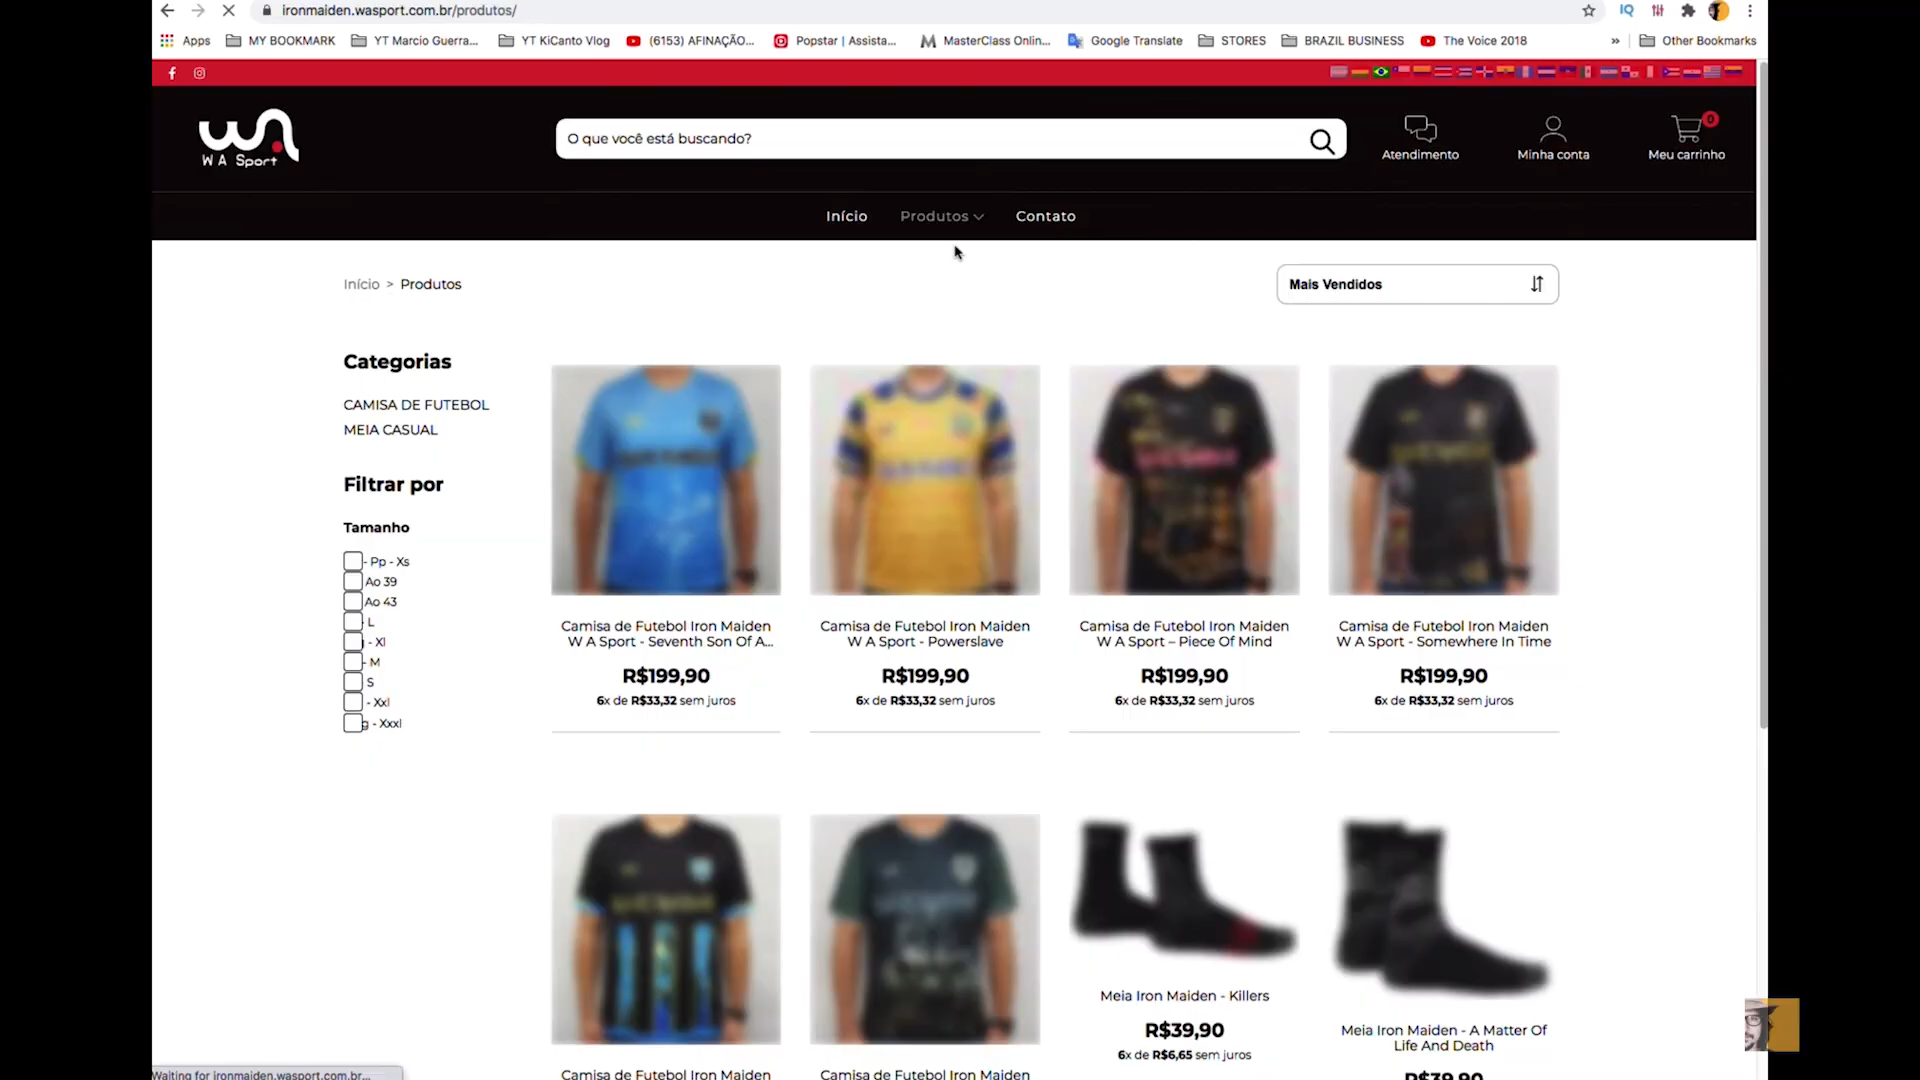 ironmaiden.wasport.com.br/produtos/
Apps
MY BOOKMARK
YT Marcio Guerra...
YT KiCanto Vlog
(6153) AFINAÇÃO...
Popstar | Assista...
MasterClass Onlin...
Google Translate
STORES
BRAZIL BUSINESS
The Voice 2018
»
Other Bookmarks
W A Sport
O que você está buscando?
Atendimento
Minha conta
0
Meu carrinho
Início
Produtos
Contato
Início > Produtos
Mais Vendidos
Categorias
CAMISA DE FUTEBOL
MEIA CASUAL
Filtrar por
Tamanho
- Pp - Xs
Ao 39
Ao 43
L
- Xl
- M
S
- Xxl
g - Xxxl
Camisa de Futebol Iron Maiden
W A Sport - Seventh Son Of A...
R$199,90
6x de R$33,32 sem juros
Camisa de Futebol Iron Maiden
W A Sport - Powerslave
R$199,90
6x de R$33,32 sem juros
Camisa de Futebol Iron Maiden
W A Sport – Piece Of Mind
R$199,90
6x de R$33,32 sem juros
Camisa de Futebol Iron Maiden
W A Sport - Somewhere In Time
R$199,90
6x de R$33,32 sem juros
Camisa de Futebol Iron Maiden
Camisa de Futebol Iron Maiden
Meia Iron Maiden - Killers
R$39,90
6x de R$6,65 sem juros
Meia Iron Maiden - A Matter Of
Life And Death
R$39,90
Waiting for ironmaiden.wasport.com.br...